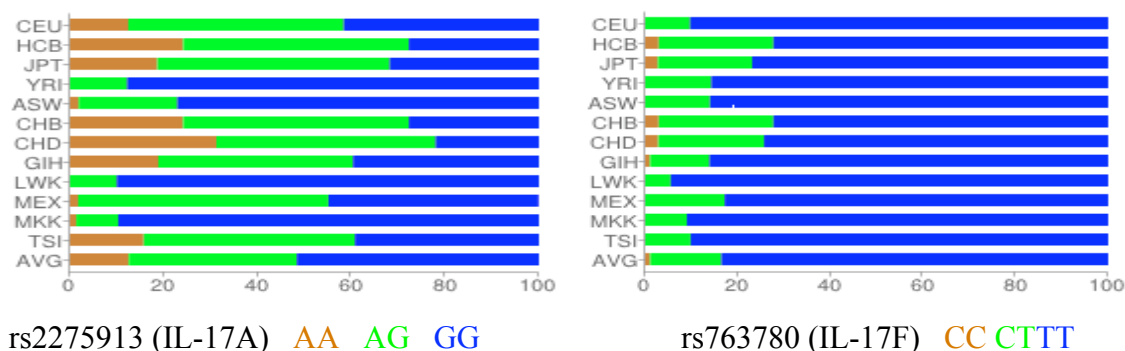 CEU
HCB
JPT
YRI
ASW
CHB
CHD
GIH
LWK
MEX
MKK
TSI
AVG
0 20 40 60 80 100
rs2275913 (IL-17A) AA AG GG
CEU
HCB
JPT
YRI
ASW
CHB
CHD
GIH
LWK
MEX
MKK
TSI
AVG
0 20 40 60 80 100
rs763780 (IL-17F) CC CTTT